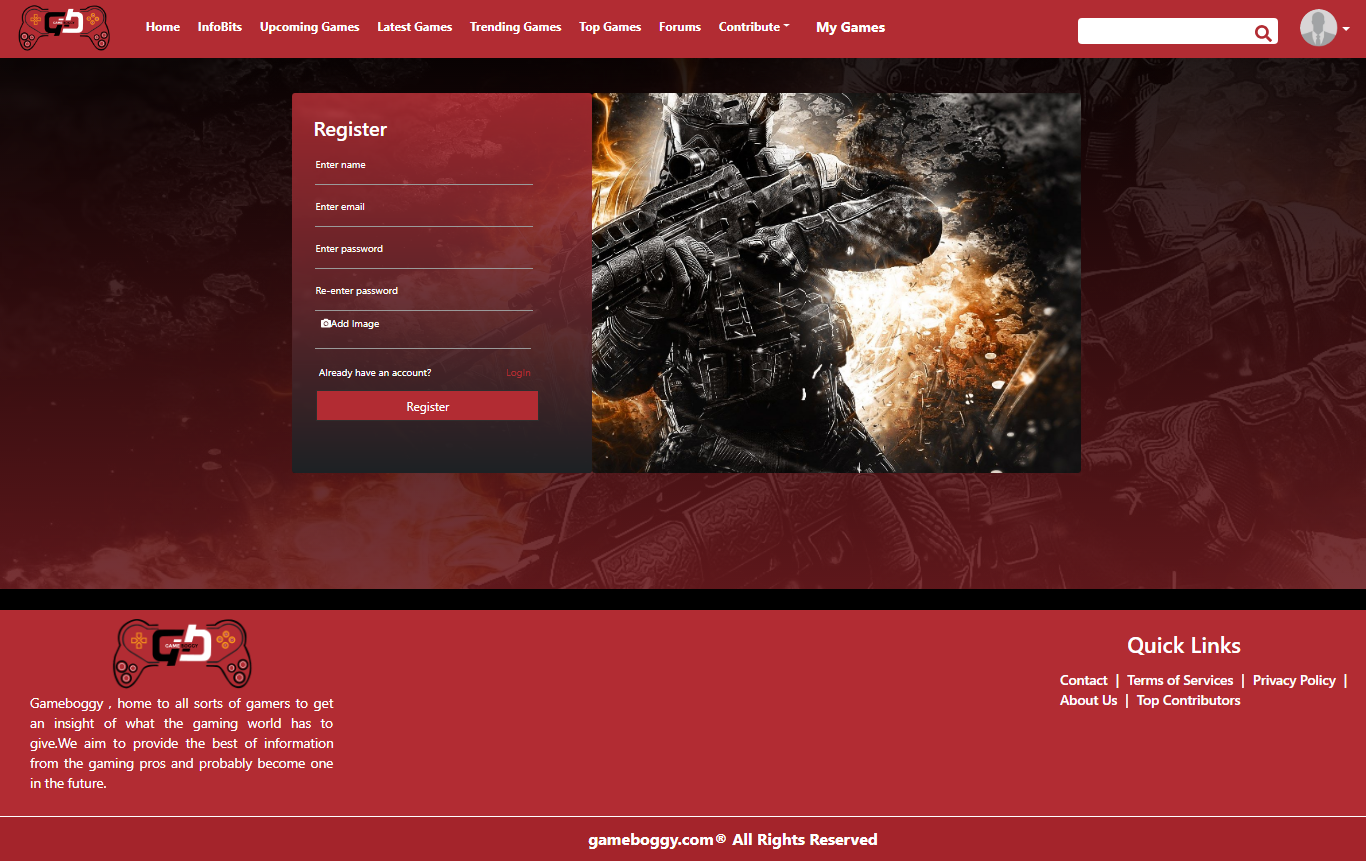 Home InfoBits Upcoming Games Latest Games Trending Games Top Games Forums Contribute My Games
Register
Enter name
Enter email
Enter password
Re-enter password
Add Image
Already have an account? LogIn
Register
GAMEBOGGY
Gameboggy , home to all sorts of gamers to get
an insight of what the gaming world has to
give.We aim to provide the best of information
from the gaming pros and probably become one
in the future.
Quick Links
Contact | Terms of Services | Privacy Policy |
About Us | Top Contributors
gameboggy.com® All Rights Reserved